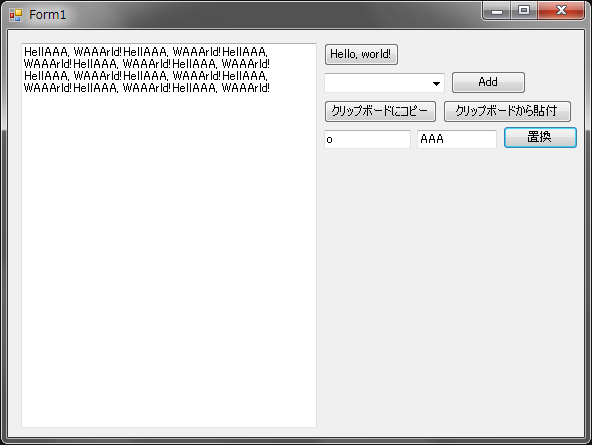 Form1
HellAAA, WAAArld!HellAAA, WAAArld!HellAAA,
WAAArld!HellAAA, WAAArld!HellAAA, WAAArld!
HellAAA, WAAArld!HellAAA, WAAArld!HellAAA,
WAAArld!HellAAA, WAAArld!HellAAA, WAAArld!
Hello, world!
Add
クリップボードにコピー クリップボードから貼付
o AAA 置換